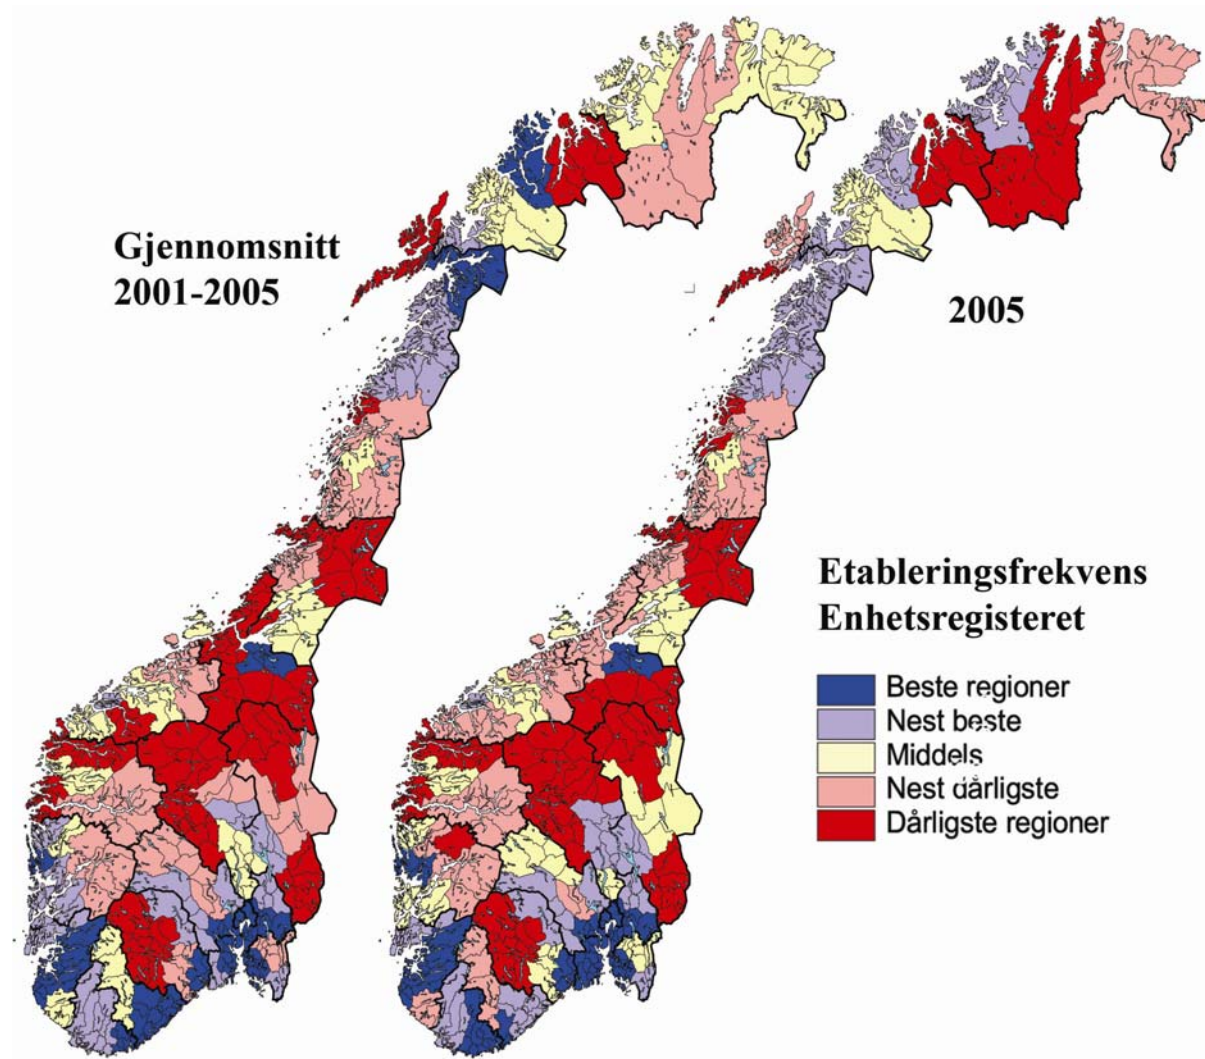 Gjennomsnitt
2001-2005
2005
Etableringsfrekvens
Enhetsregisteret
Beste regioner
Nest beste
Middels
Nest dårligste
Dårligste regioner